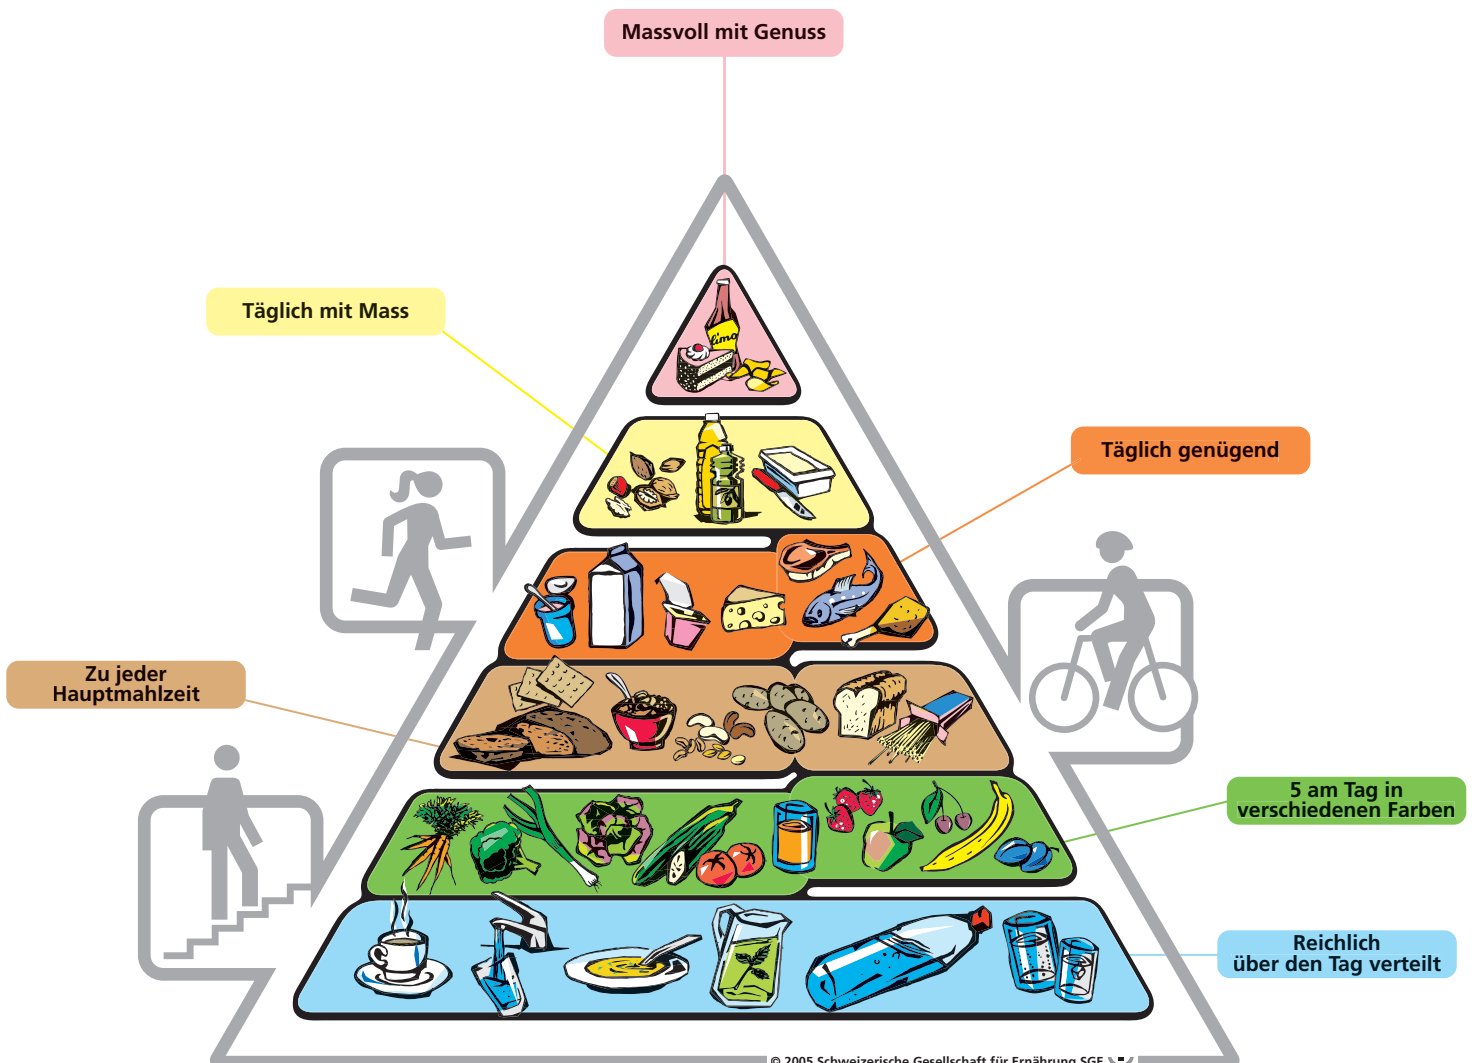 Massvoll mit Genuss
Täglich mit Mass
limo
Täglich genügend
Zu jeder
Hauptmahlzeit
5 am Tag in
verschiedenen Farben
Reichlich
über den Tag verteilt
© 2005 Schweizerische Gesellschaft für Ernährung SGE